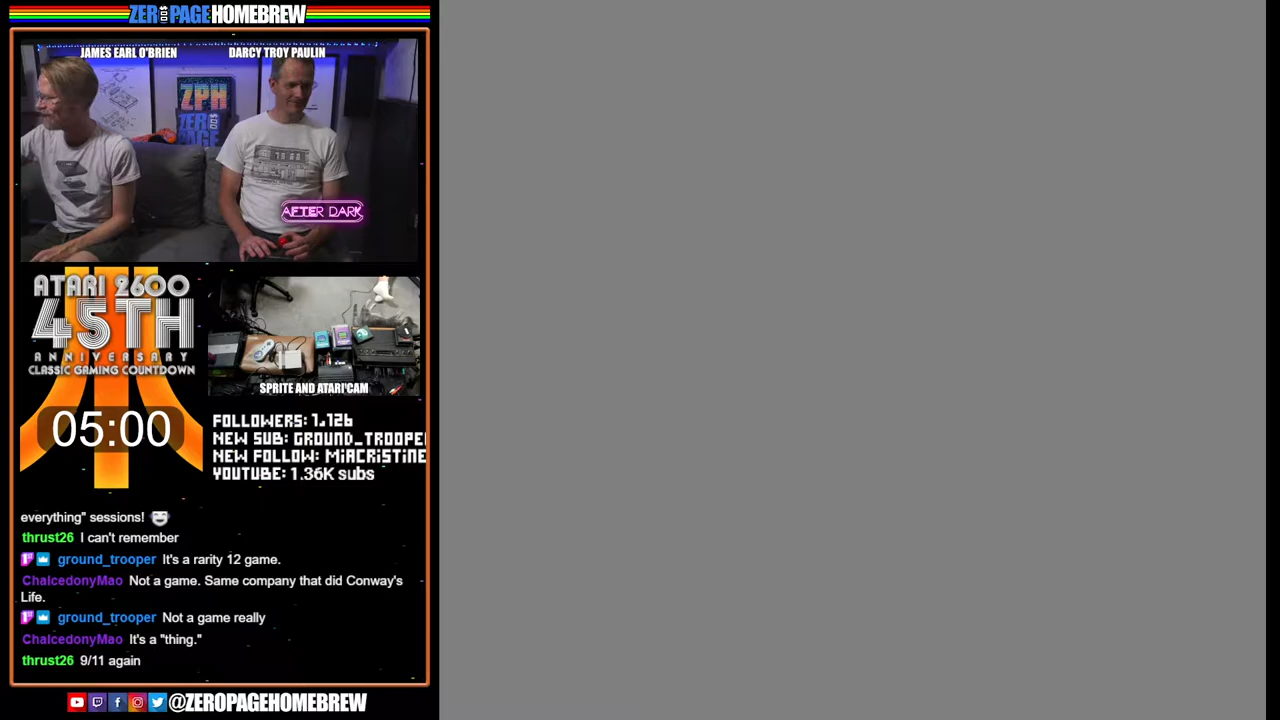 ZER PAGE HOMEBREW
JAMES EARL O'BRIEN DARCY TROY PAULIN
ZPH
ZERO
PAGE
AFTER DARK
ATARI 2600
45TH
ANNIVERSARY
CLASSIC GAMING COUNTDOWN
05:00
SPRITE AND ATARI'CAM
FOLLOWERS: 1,126
NEW SUB: GROUND_TROOPE
NEW FOLLOW: MIACRISTINE
YOUTUBE: 1.36K subs
everything" sessions!
thrust26 I can't remember
ground_trooper It's a rarity 12 game.
ChalcedonyMao Not a game. Same company that did Conway's
Life.
ground_trooper Not a game really
ChalcedonyMao It's a "thing."
thrust26 9/11 again
@ZEROPAGEHOMEBREW